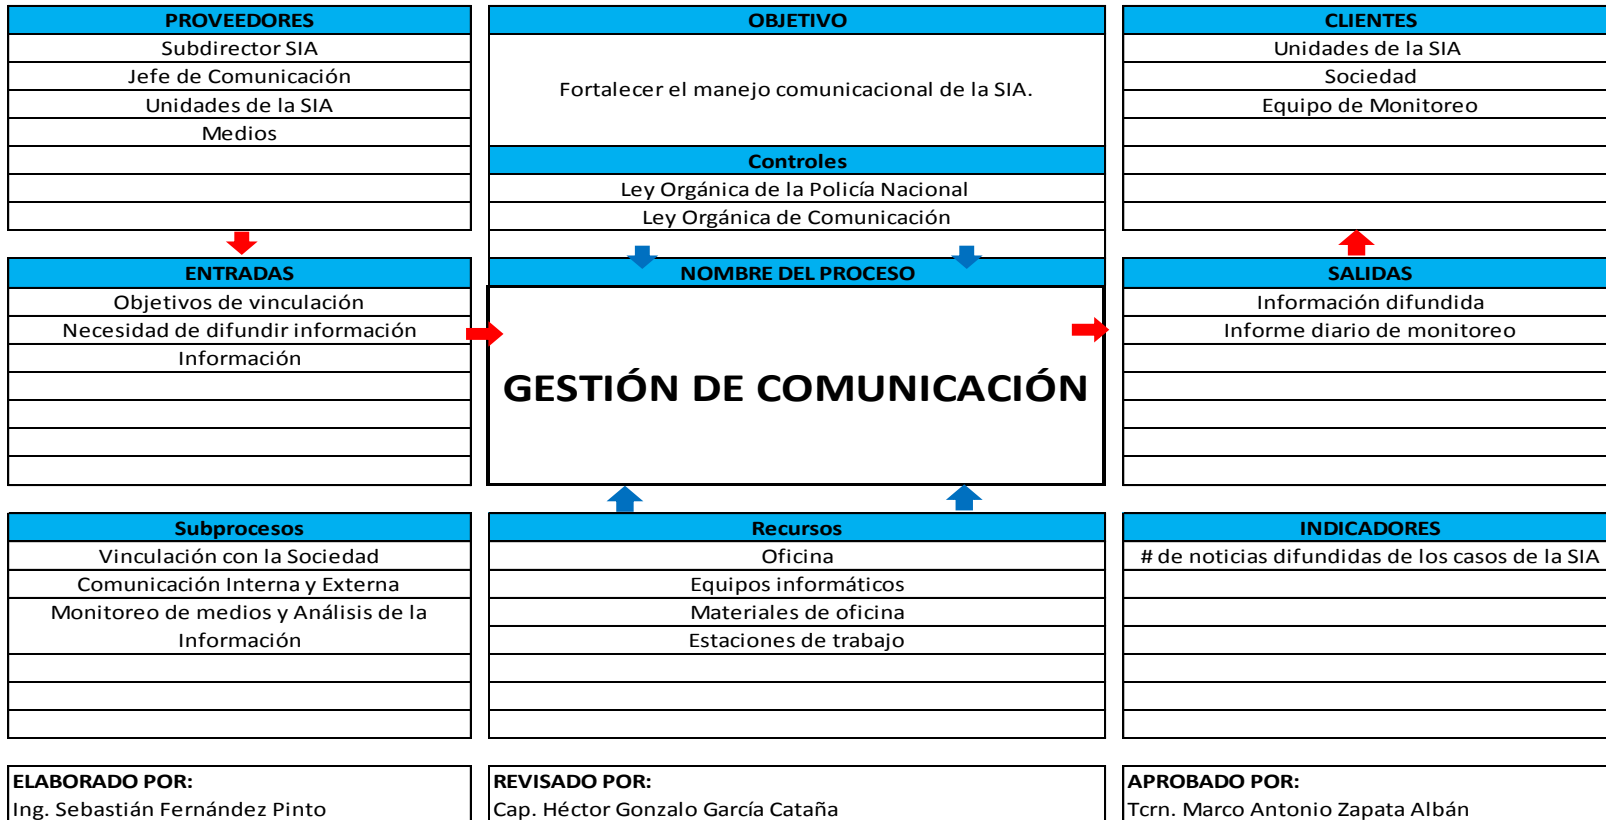 PROVEEDORES
Subdirector SIA
Jefe de Comunicación
Unidades de la SIA
Medios
OBJETIVO
Fortalecer el manejo comunicacional de la SIA.
Controles
Ley Orgánica de la Policía Nacional
Ley Orgánica de Comunicación
CLIENTES
Unidades de la SIA
Sociedad
Equipo de Monitoreo
ENTRADAS
Objetivos de vinculación
Necesidad de difundir información
Información
NOMBRE DEL PROCESO
GESTIÓN DE COMUNICACIÓN
SALIDAS
Información difundida
Informe diario de monitoreo
Subprocesos
Vinculación con la Sociedad
Comunicación Interna y Externa
Monitoreo de medios y Análisis de la
Información
Recursos
Oficina
Equipos informáticos
Materiales de oficina
Estaciones de trabajo
INDICADORES
# de noticias difundidas de los casos de la SIA
ELABORADO POR:
Ing. Sebastián Fernández Pinto
REVISADO POR:
Cap. Héctor Gonzalo García Cataña
APROBADO POR:
Tcrn. Marco Antonio Zapata Albán